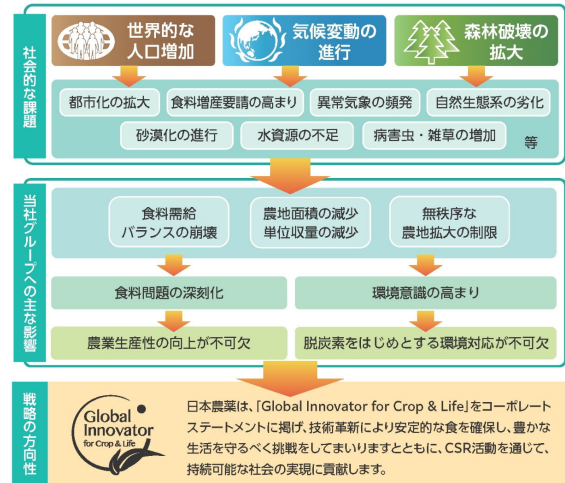 社会的な課題
世界的な
人口増加
気候変動の
進行
森林破壊の
拡大
都市化の拡大
食料増産要請の高まり
異常気象の頻発
自然生態系の劣化
砂漠化の進行
水資源の不足
病害虫・雑草の増加
等
当社グループへの主な影響
食料需給
バランスの崩壊
農地面積の減少
単位収量の減少
無秩序な
農地拡大の制限
食料問題の深刻化
環境意識の高まり
農業生産性の向上が不可欠
脱炭素をはじめとする環境対応が不可欠
戦略の方向性
Global
Innovator
for Crop & Life
日本農薬は、「Global Innovator for Crop & Life」をコーポレート
ステートメントに掲げ、技術革新により安定的な食を確保し、豊かな
生活を守るべく挑戦をしてまいりますとともに、CSR活動を通じて、
持続可能な社会の実現に貢献します。